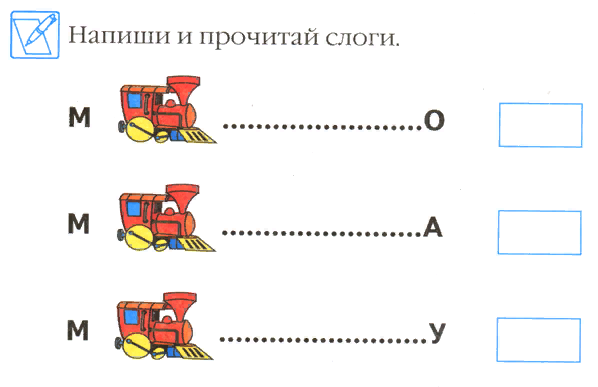 Напиши и прочитай слоги.
М ........................ О
М ........................ А
М ........................ У